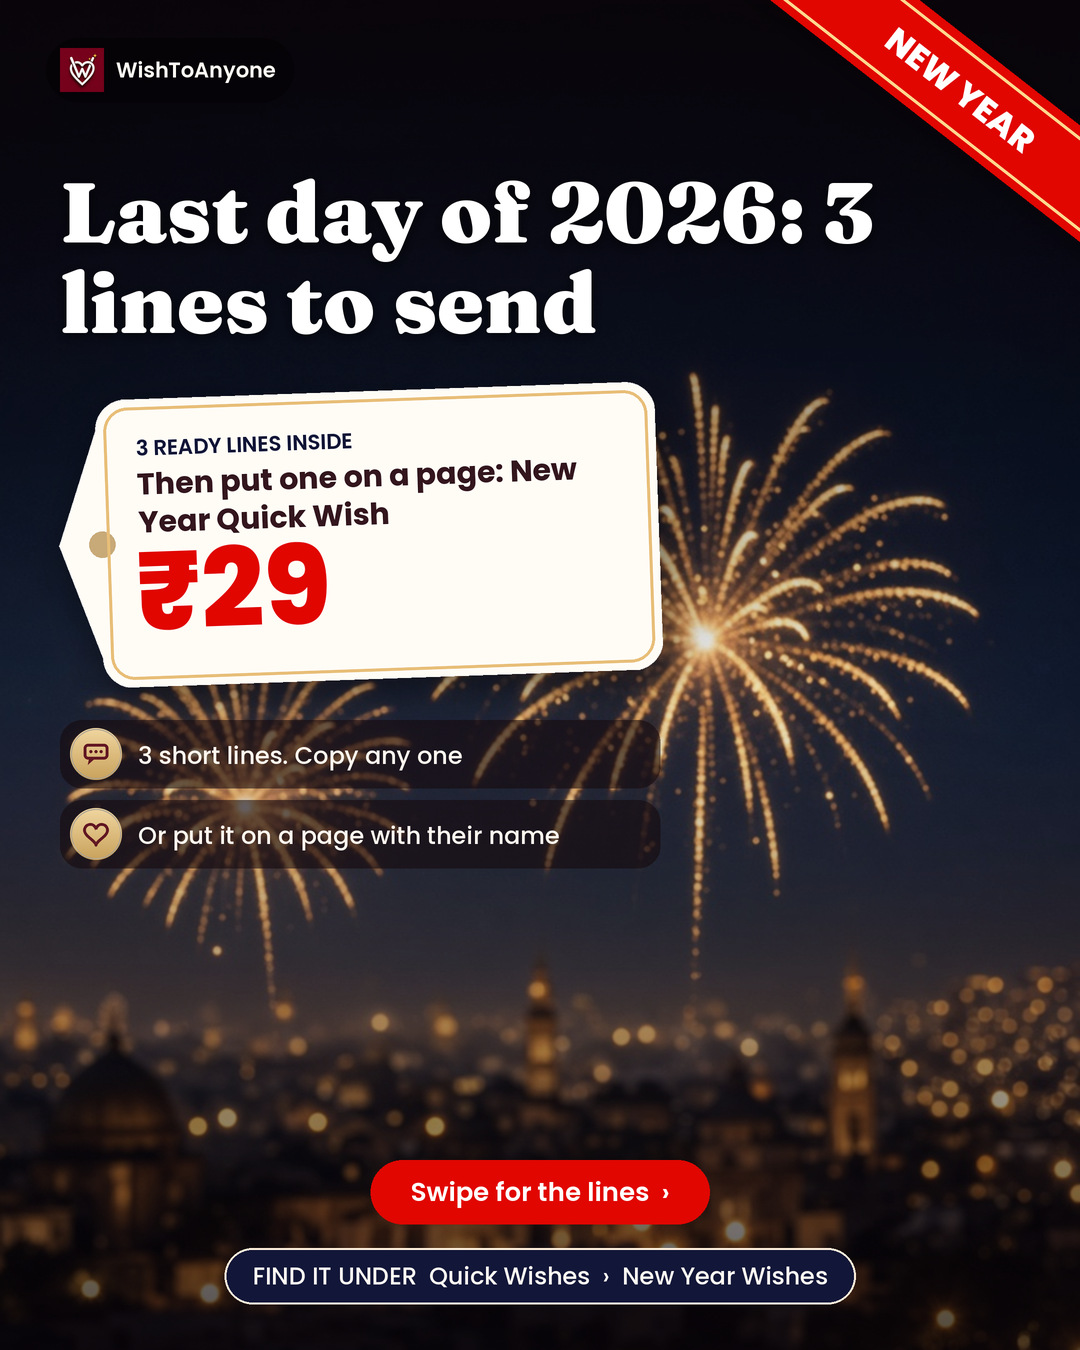 WishToAnyone
NEW YEAR
Last day of 2026: 3
lines to send
3 READY LINES INSIDE
Then put one on a page: New
Year Quick Wish
₹29
3 short lines. Copy any one
Or put it on a page with their name
Swipe for the lines ›
FIND IT UNDER Quick Wishes › New Year Wishes